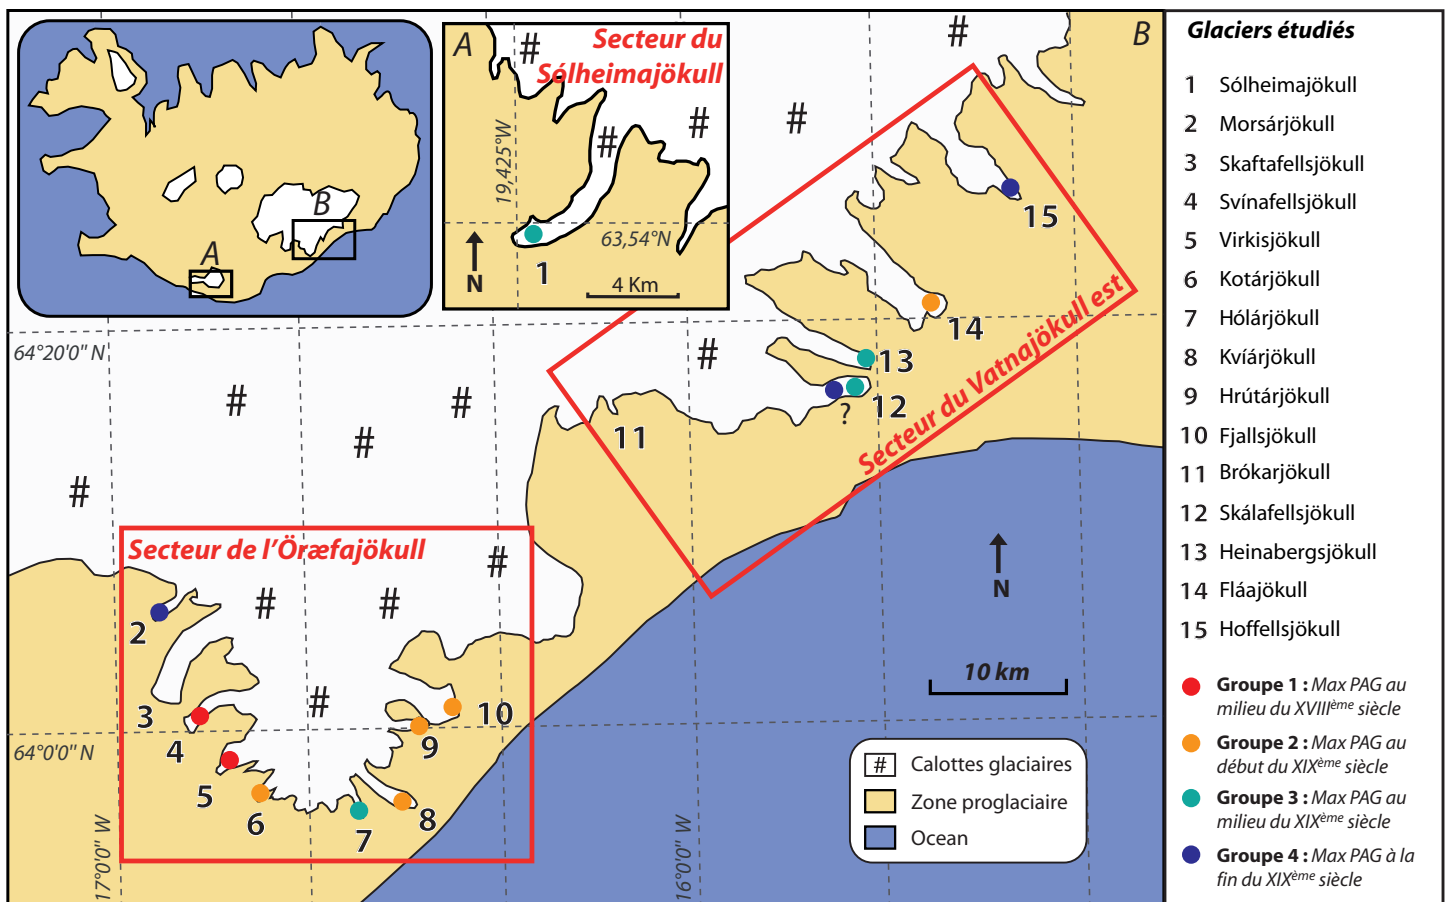 A
B
A
#
Secteur du
Sólheimajökull
#
#
19,425°W
63,54°N
N
1
4 Km
B
#
#
15
14
64°20'0'' N
#
13
12
?
11
Secteur du Vatnajökull est
#
#
#
#
N
10 km
Secteur de l'Öræfajökull
#
#
#
2
#
3
4
10
9
64°0'0'' N
5
6
7
8
17°0'0'' W
16°0'0'' W
# Calottes glaciaires
Zone proglaciaire
Ocean
Glaciers étudiés
1 Sólheimajökull
2 Morsárjökull
3 Skaftafellsjökull
4 Svínafellsjökull
5 Virkisjökull
6 Kotárjökull
7 Hólárjökull
8 Kvíárjökull
9 Hrútárjökull
10 Fjallsjökull
11 Brókarjökull
12 Skálafellsjökull
13 Heinabergsjökull
14 Fláajökull
15 Hoffellsjökull
Groupe 1 : Max PAG au
milieu du XVIIIème siècle
Groupe 2 : Max PAG au
début du XIXème siècle
Groupe 3 : Max PAG au
milieu du XIXème siècle
Groupe 4 : Max PAG à la
fin du XIXème siècle